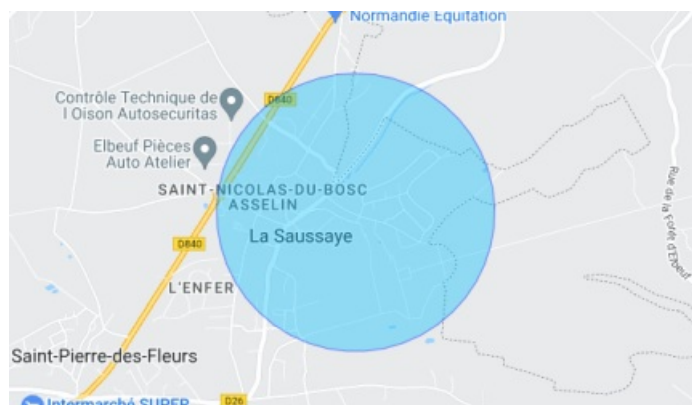 Normandie Equitation
D840
Contrôle Technique de
l Oison Autosecuritas
Elbeuf Pièces
Auto Atelier
SAINT-NICOLAS-DU-BOSC
ASSELIN
La Saussaye
D840
L'ENFER
Rue de la Forêt d'Elbeuf
Saint-Pierre-des-Fleurs
Intermarché SUPER
D26